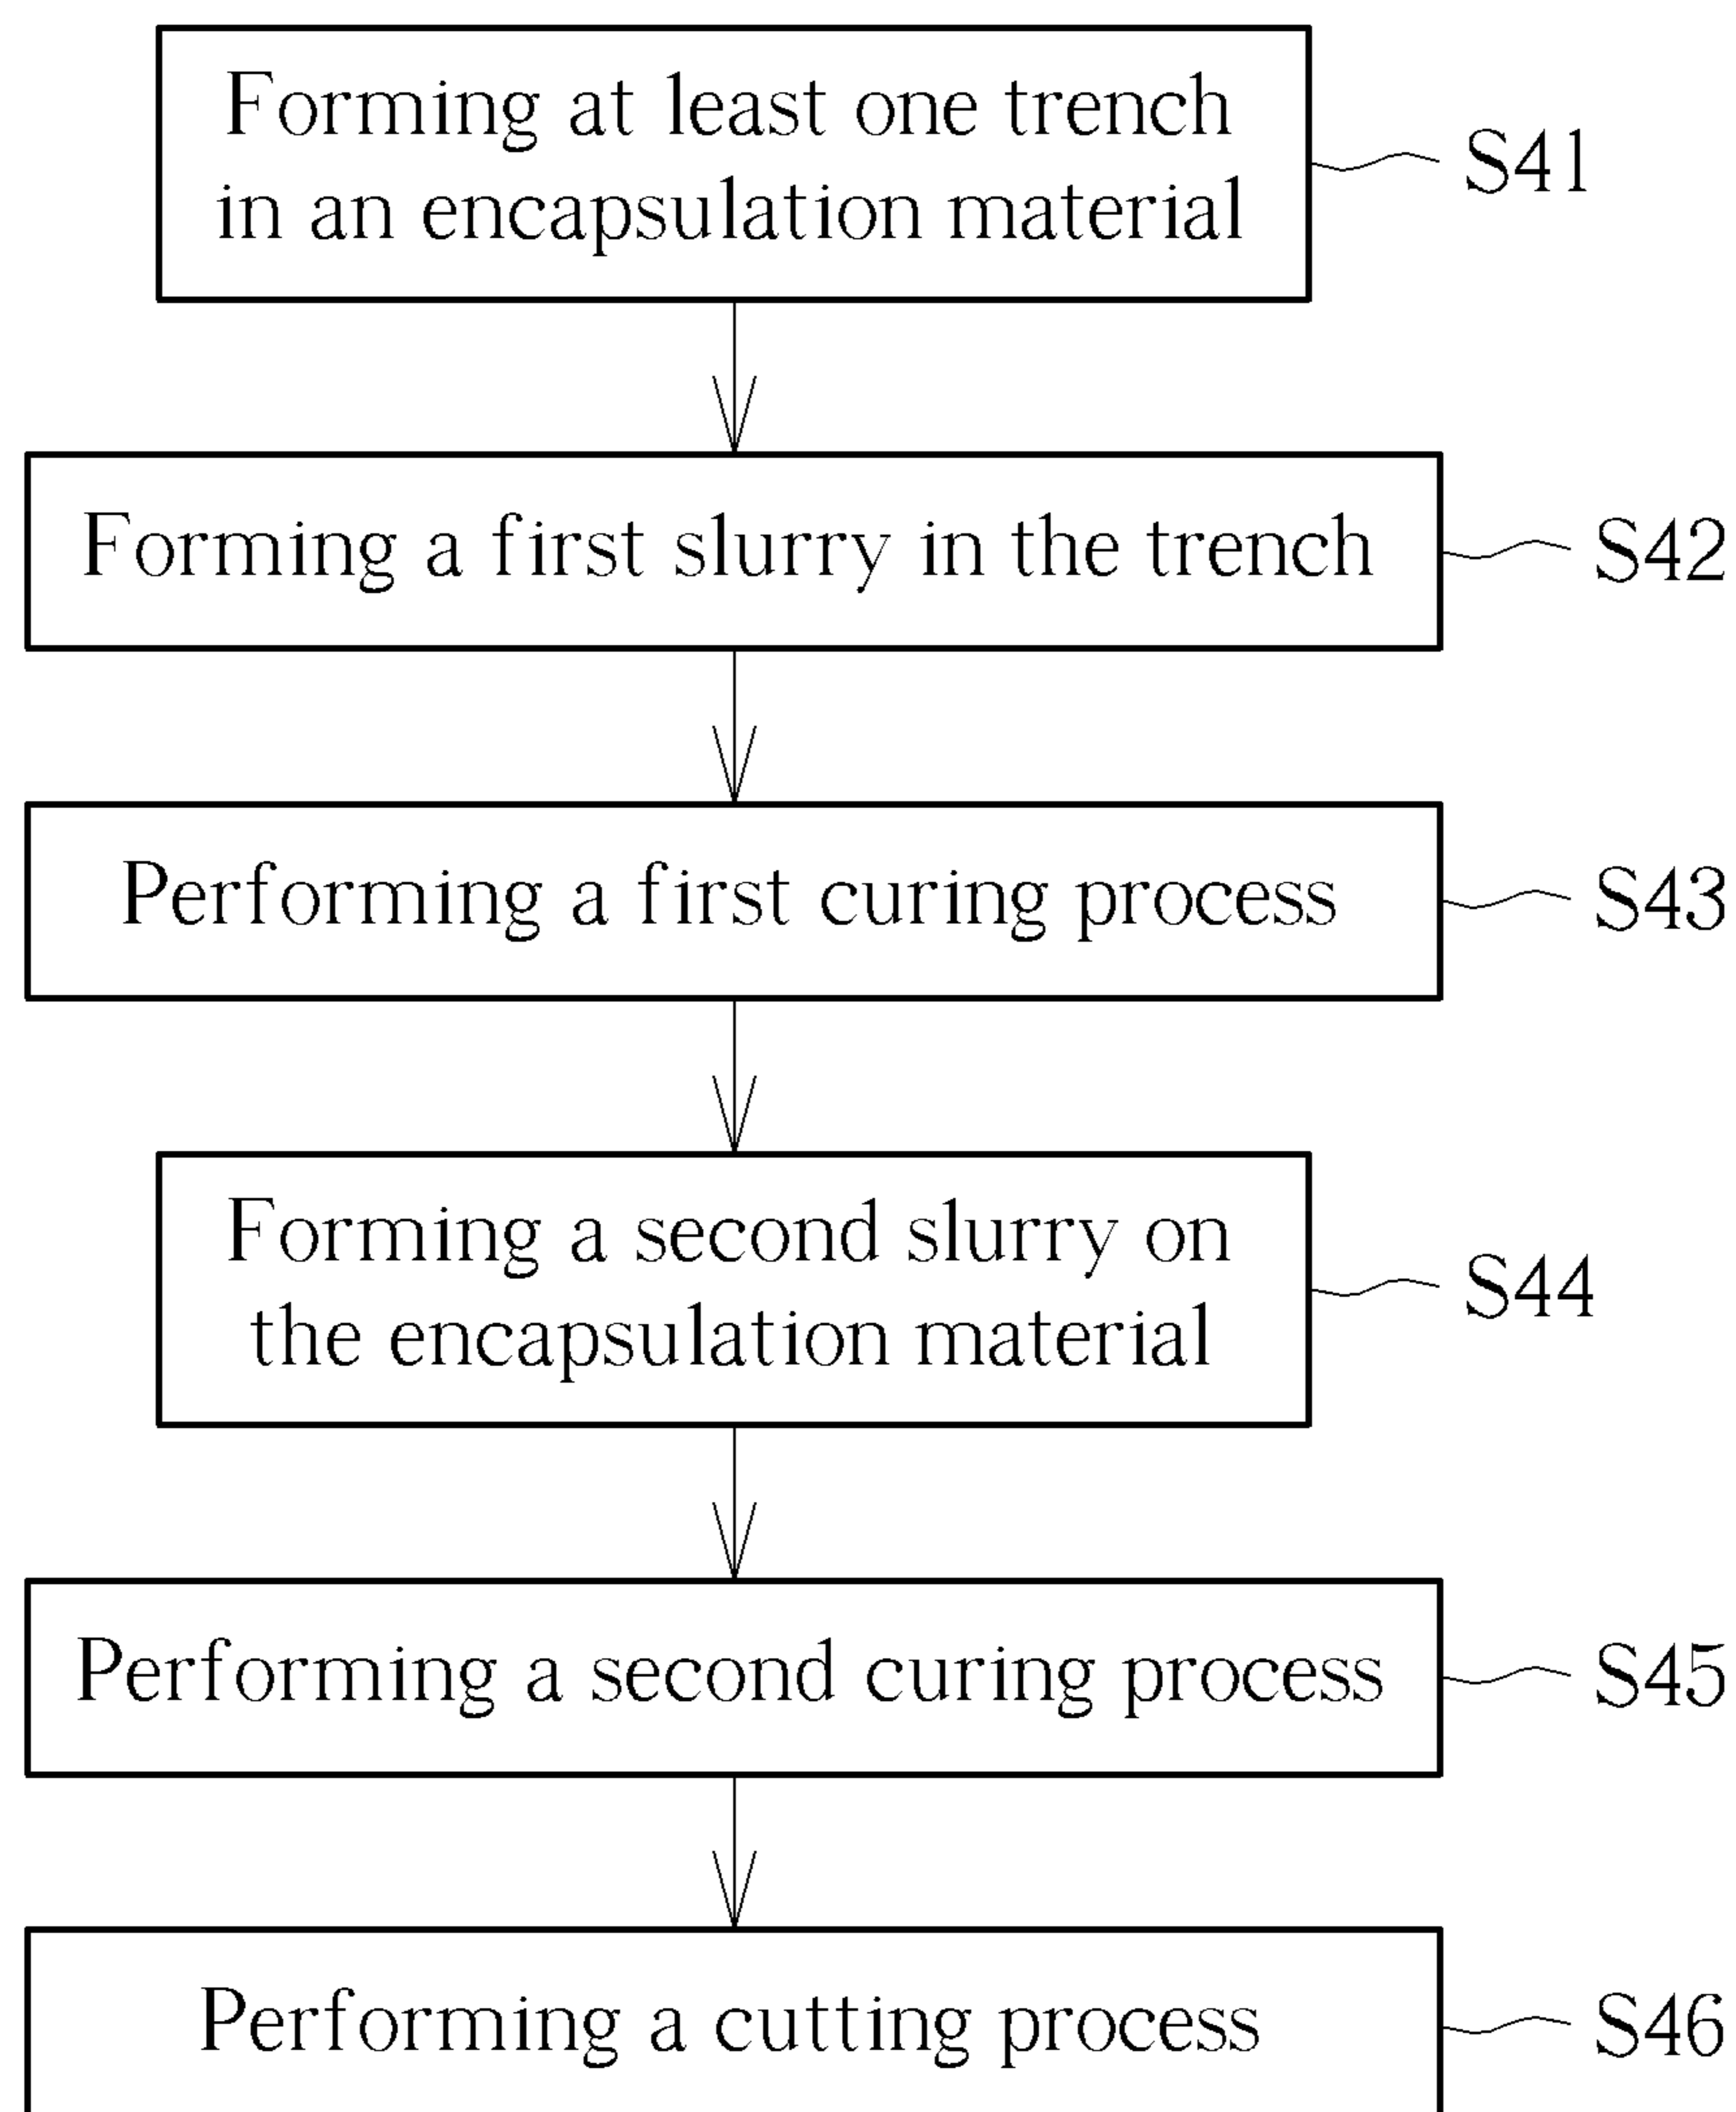 Forming at least one trench
in an encapsulation material
S41
Forming a first slurry in the trench
S42
Performing a first curing process
S43
Forming a second slurry on
the encapsulation material
S44
Performing a second curing process
S45
Performing a cutting process
S46